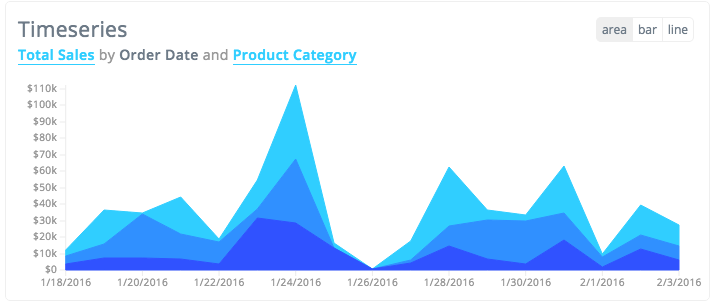 Timeseries
area bar line
Total Sales by Order Date and Product Category
$110k
$100k
$90k
$80k
$70k
$60k
$50k
$40k
$30k
$20k
$10k
$0
1/18/2016 1/20/2016 1/22/2016 1/24/2016 1/26/2016 1/28/2016 1/30/2016 2/1/2016 2/3/2016